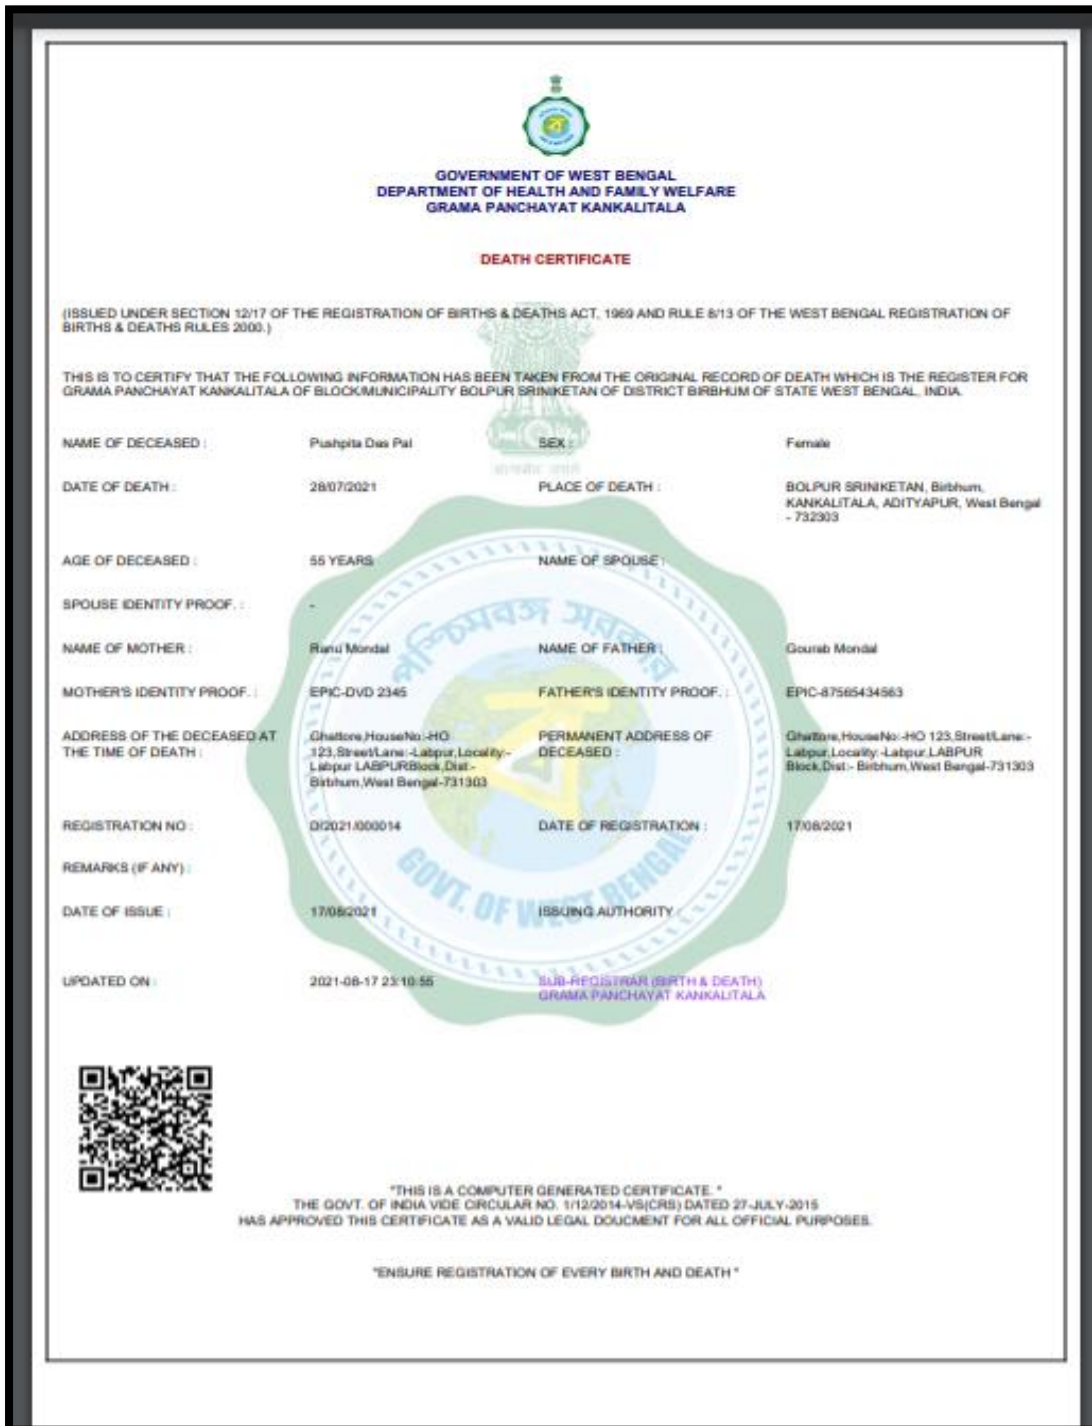 GOVERNMENT OF WEST BENGAL
DEPARTMENT OF HEALTH AND FAMILY WELFARE
GRAMA PANCHAYAT KANKALITALA
DEATH CERTIFICATE
(ISSUED UNDER SECTION 12/17 OF THE REGISTRATION OF BIRTHS & DEATHS ACT, 1969 AND RULE 8/13 OF THE WEST BENGAL REGISTRATION OF
BIRTHS & DEATHS RULES 2000.)
THIS IS TO CERTIFY THAT THE FOLLOWING INFORMATION HAS BEEN TAKEN FROM THE ORIGINAL RECORD OF DEATH WHICH IS THE REGISTER FOR
GRAMA PANCHAYAT KANKALITALA OF BLOCK/MUNICIPALITY BOLPUR SRINIKETAN OF DISTRICT BIRBHUM OF STATE WEST BENGAL, INDIA.
NAME OF DECEASED : Pushpita Das Pal SEX : Female
DATE OF DEATH : 28/07/2021 PLACE OF DEATH : BOLPUR SRINIKETAN, Birbhum,
KANKALITALA, ADITYAPUR, West Bengal
- 732303
AGE OF DECEASED : 55 YEARS NAME OF SPOUSE :
SPOUSE IDENTITY PROOF. : -
NAME OF MOTHER : Ranu Mondal NAME OF FATHER : Gourab Mondal
MOTHER'S IDENTITY PROOF. : EPIC-DVD 2345 FATHER'S IDENTITY PROOF. : EPIC-87565434563
ADDRESS OF THE DECEASED AT Ghattore,HouseNo:-HO PERMANENT ADDRESS OF Ghattore,HouseNo:-HO 123,Street/Lane:-
THE TIME OF DEATH : 123,Street/Lane:-Labpur,Locality:- DECEASED : Labpur,Locality:-Labpur,LABPUR
Labpur LABPURBlock,Dist:- Block,Dist:- Birbhum,West Bengal-731303
Birbhum,West Bengal-731303
REGISTRATION NO : D/2021/000014 DATE OF REGISTRATION : 17/08/2021
REMARKS (IF ANY) :
DATE OF ISSUE : 17/08/2021 ISSUING AUTHORITY :
UPDATED ON : 2021-08-17 23:10:55 SUB-REGISTRAR (BIRTH & DEATH)
GRAMA PANCHAYAT KANKALITALA
পশ্চিমবঙ্গ সরকার
GOVT. OF WEST BENGAL
"THIS IS A COMPUTER GENERATED CERTIFICATE. "
THE GOVT. OF INDIA VIDE CIRCULAR NO. 1/12/2014-VS(CRS) DATED 27-JULY-2015
HAS APPROVED THIS CERTIFICATE AS A VALID LEGAL DOUCMENT FOR ALL OFFICIAL PURPOSES.
"ENSURE REGISTRATION OF EVERY BIRTH AND DEATH "